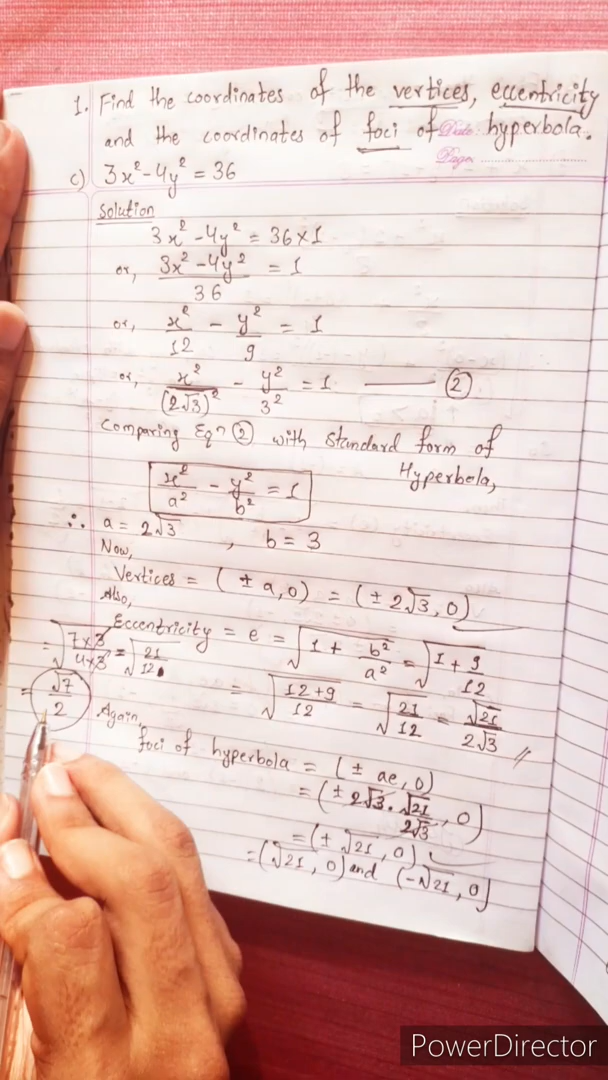 1. Find the coordinates of the vertices, eccentricity
and the coordinates of foci of hyperbola.
Date:
Page:
c) 3x² - 4y² = 36
Solution
3x² - 4y² = 36 × 1
or, 3x² - 4y² / 36 = 1
or, x²/12 - y²/9 = 1
or, x²/(2√3)² - y²/3² = 1 ——— ②
Comparing Eqn ② with standard form of
Hyperbola,
x²/a² - y²/b² = 1
∴ a = 2√3 , b = 3
Now,
Vertices = (± a, 0) = (± 2√3, 0)
Also,
Eccentricity = e = √(1 + b²/a²) = √(1 + 9/12)
= √(12+9/12) = √(21/12) = √21/2√3 //
= √(7×3/4×3) = √(21/12)
= √7/2
Again,
foci of hyperbola = (± ae, 0)
= (± 2√3 . √21/2√3, 0)
= (± √21, 0)
= (√21, 0) and (-√21, 0)
PowerDirector